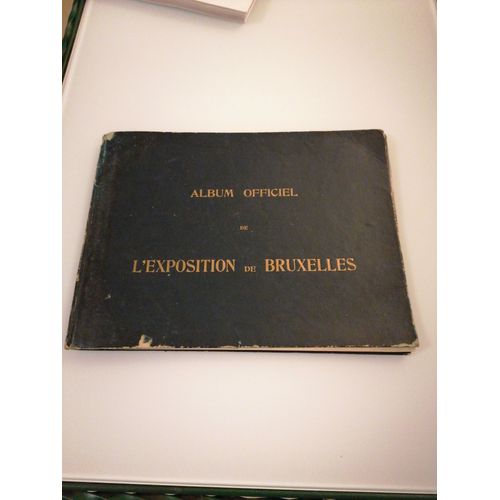 ALBUM OFFICIEL
DE
L'EXPOSITION DE BRUXELLES